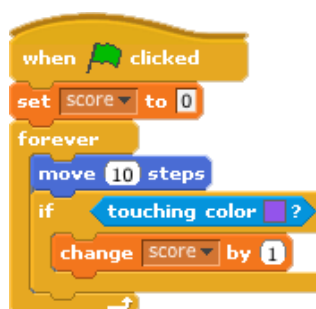 when clicked
set score to 0
forever
move 10 steps
if touching color ?
change score by 1